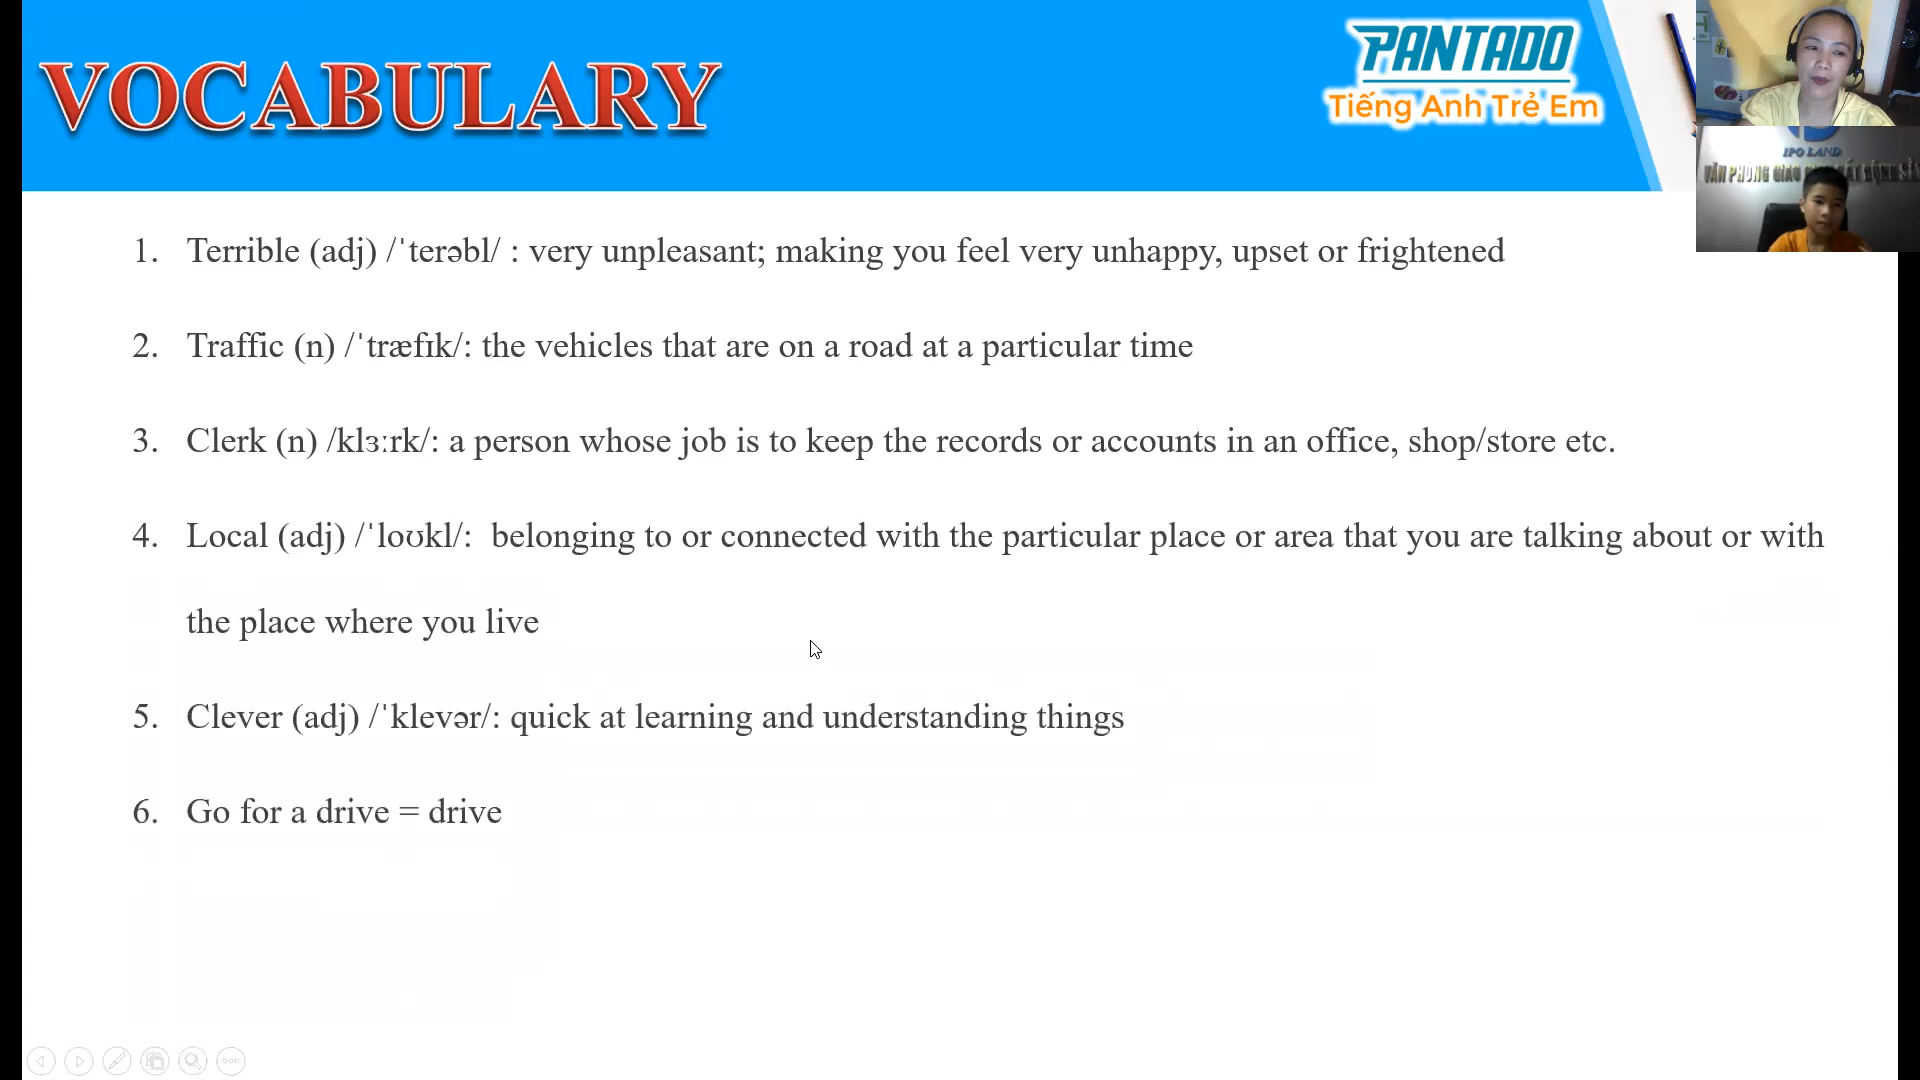 VOCABULARY
PANTADO
Tiếng Anh Trẻ Em
IPO LAND
VĂN PHÒNG GIAO
1. Terrible (adj) /ˈterəbl/ : very unpleasant; making you feel very unhappy, upset or frightened
2. Traffic (n) /ˈtræfɪk/: the vehicles that are on a road at a particular time
3. Clerk (n) /klɜːrk/: a person whose job is to keep the records or accounts in an office, shop/store etc.
4. Local (adj) /ˈloʊkl/: belonging to or connected with the particular place or area that you are talking about or with
the place where you live
5. Clever (adj) /ˈklevər/: quick at learning and understanding things
6. Go for a drive = drive